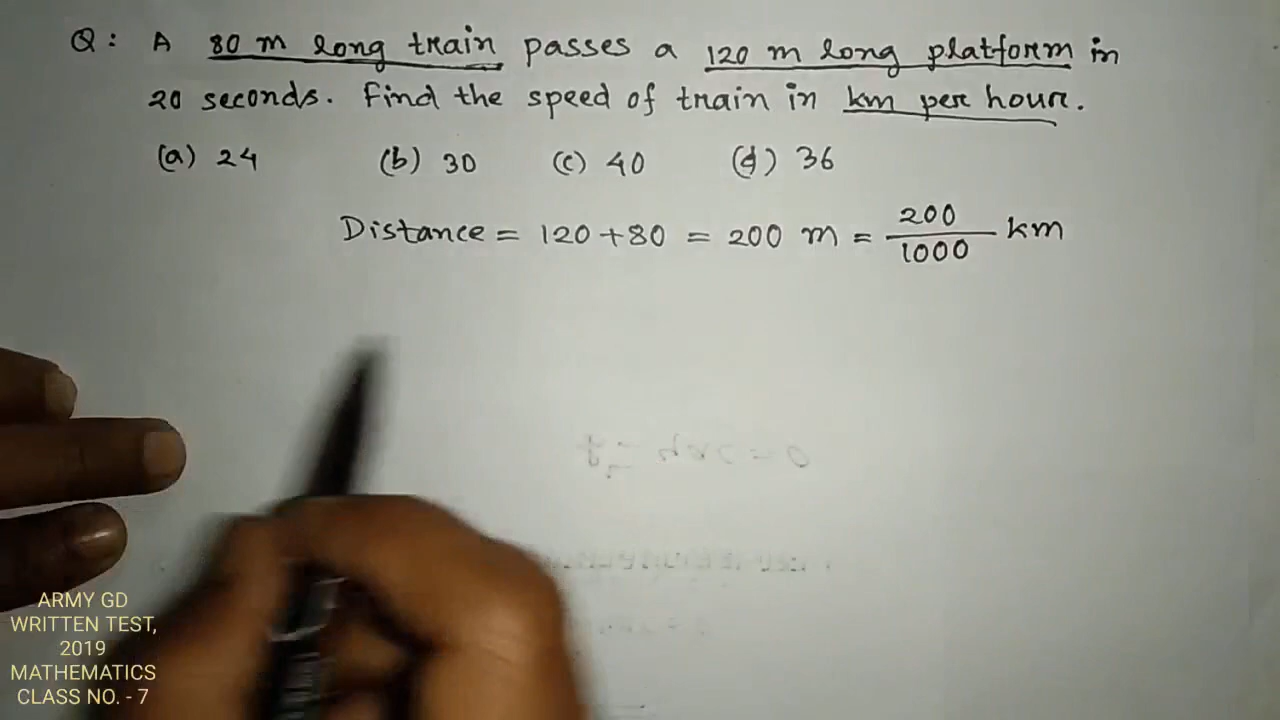 Q: A 80 m long train passes a 120 m long platform in
20 seconds. Find the speed of train in km per hour.
(a) 24 (b) 30 (c) 40 (d) 36
Distance = 120 + 80 = 200 m = 200/1000 km
ARMY GD
WRITTEN TEST,
2019
MATHEMATICS
CLASS NO. - 7